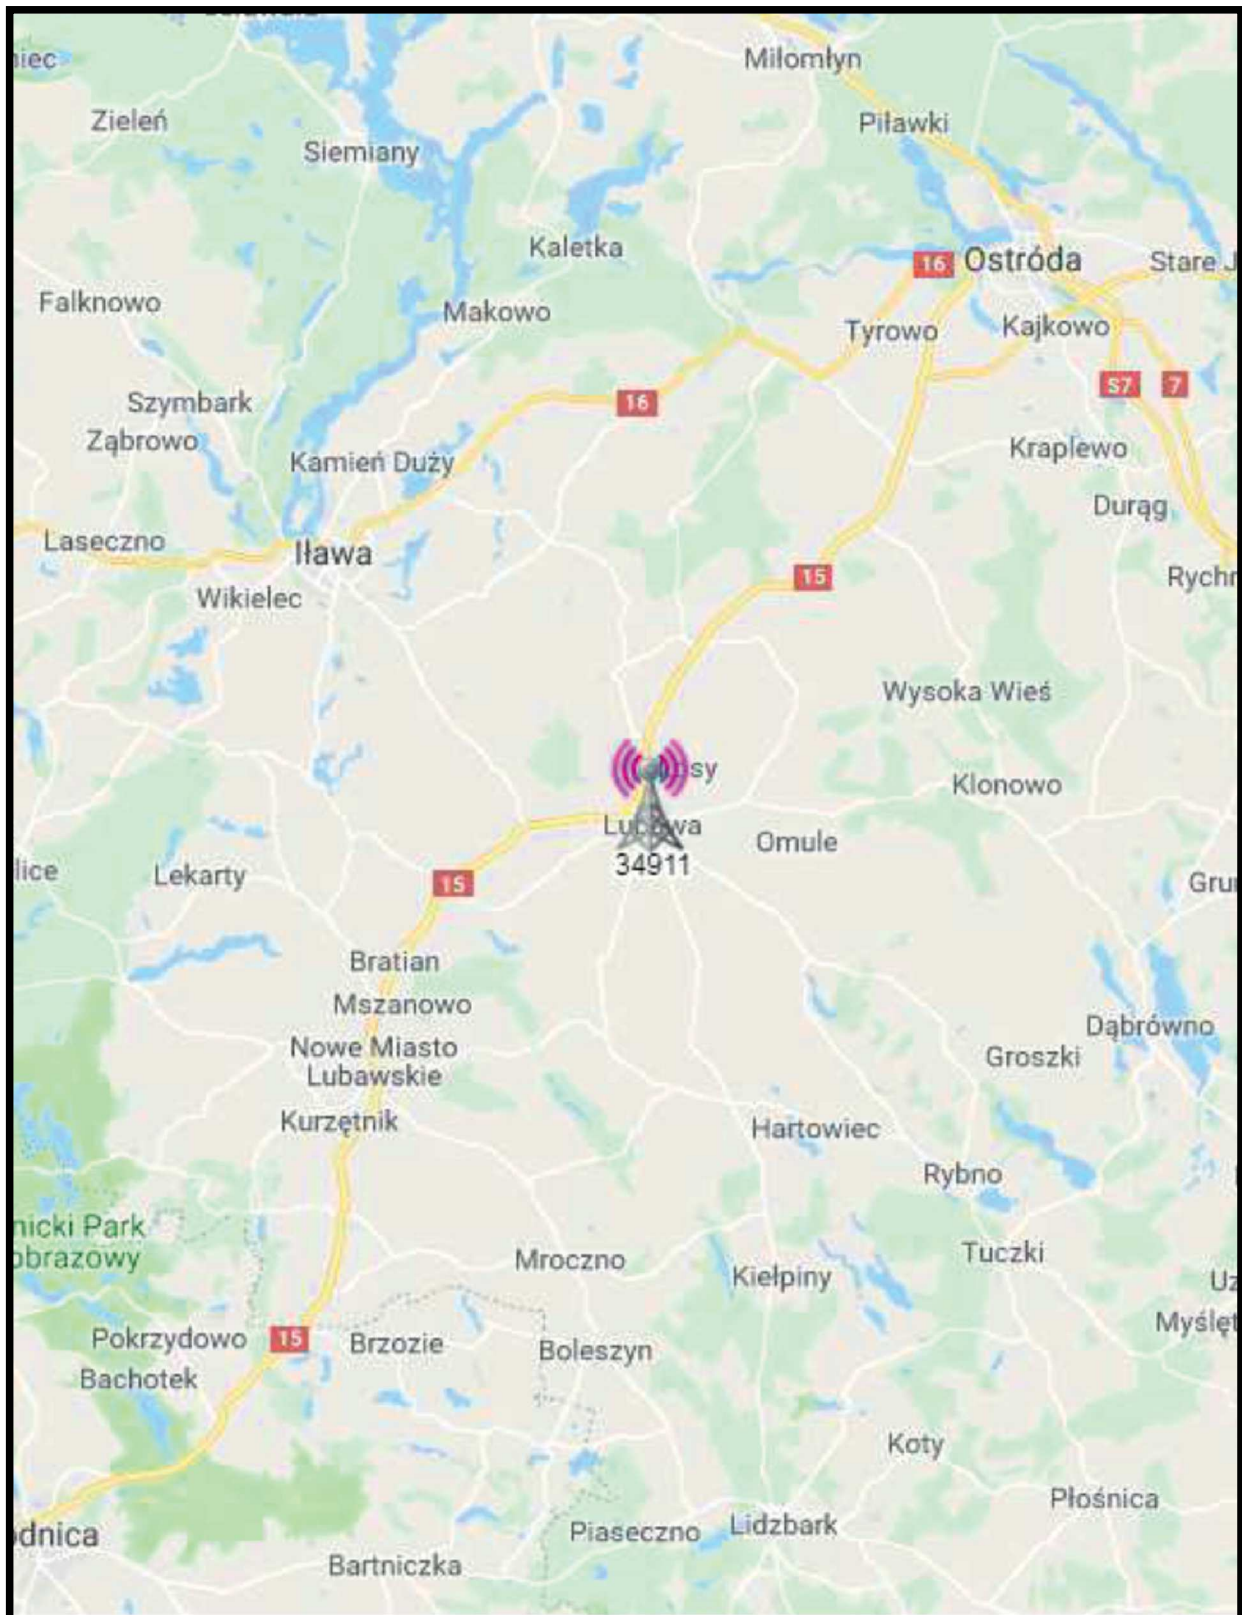 Miłomłyn
Zieleń
Piławki
Siemiany
Kaletka
16
Ostróda
Stare J
Falknowo
Makowo
Tyrowo
Kajkowo
S7
7
Szymbark
16
Ząbrowo
Kraplewo
Kamień Duży
Durąg
Laseczno
Iława
15
Rychn
Wikielec
Wysoka Wieś
Klonowo
Omule
34911
lice
Lekarty
15
Gru
Bratian
Mszanowo
Dąbrówno
Nowe Miasto
Lubawskie
Groszki
Kurzętnik
Hartowiec
Rybno
nicki Park
obrazowy
Mroczno
Tuczki
Kiełpiny
Uz
Myślęt
Pokrzydowo
15
Brzozie
Boleszyn
Bachotek
Koty
Płośnica
odnica
Piaseczno
Lidzbark
Bartniczka